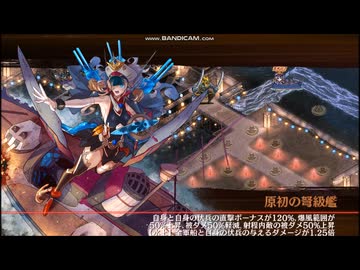 www.BANDICAM.com
原初の弩級艦
自身と自身の伏兵の直撃ボーナスが120%、爆風範囲が
50%上昇、被ダメ50%軽減、射程内敵の被ダメ50%上昇
自身の伏兵の与えるダメージが1.25倍